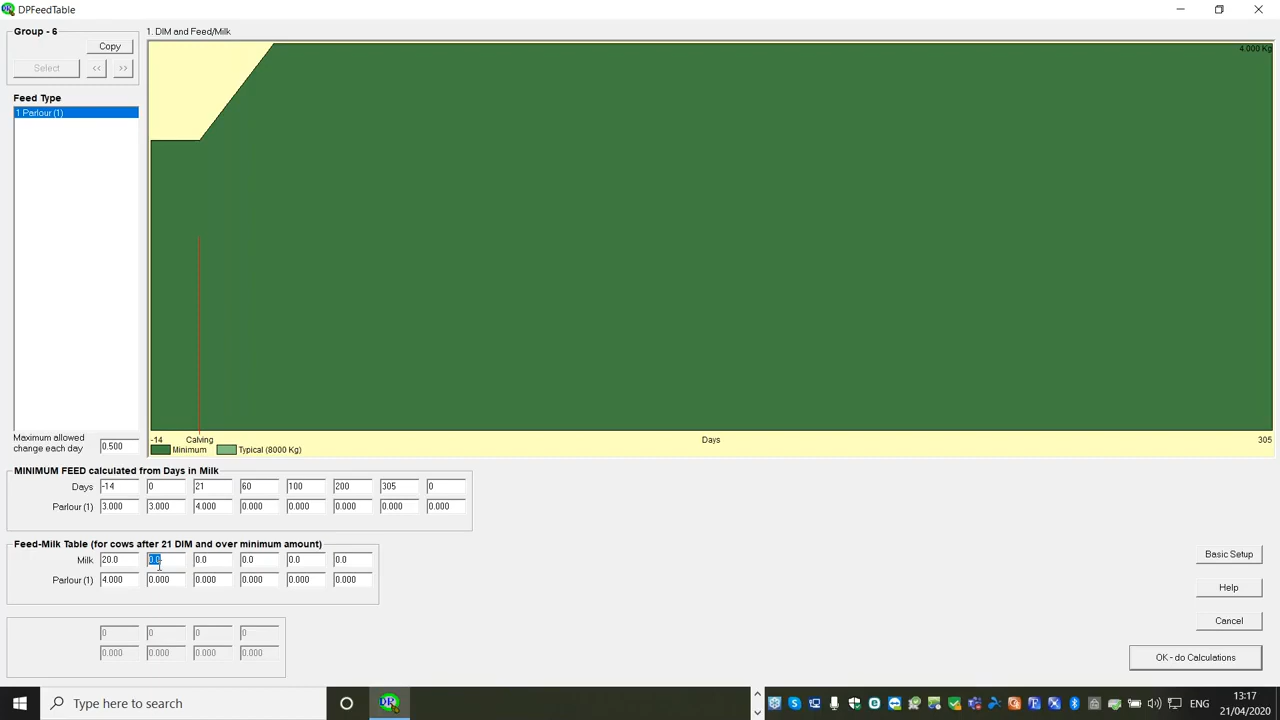 DPFeedTable
Group - 6
Copy
Select
<<
>>
Feed Type
1 Parlour (1)
1. DIM and Feed/Milk
4.000 Kg
Maximum allowed
change each day
0.500
-14
Calving
Days
305
Minimum
Typical (8000 Kg)
MINIMUM FEED calculated from Days in Milk
Days -14 0 21 60 100 200 305 0
Parlour (1) 3.000 3.000 4.000 0.000 0.000 0.000 0.000 0.000
Feed-Milk Table (for cows after 21 DIM and over minimum amount)
Milk 20.0 0.0 0.0 0.0 0.0 0.0
Parlour (1) 4.000 0.000 0.000 0.000 0.000 0.000
0 0 0 0
0.000 0.000 0.000 0.000
Basic Setup
Help
Cancel
OK - do Calculations
Type here to search
DK
ENG
13:17
21/04/2020